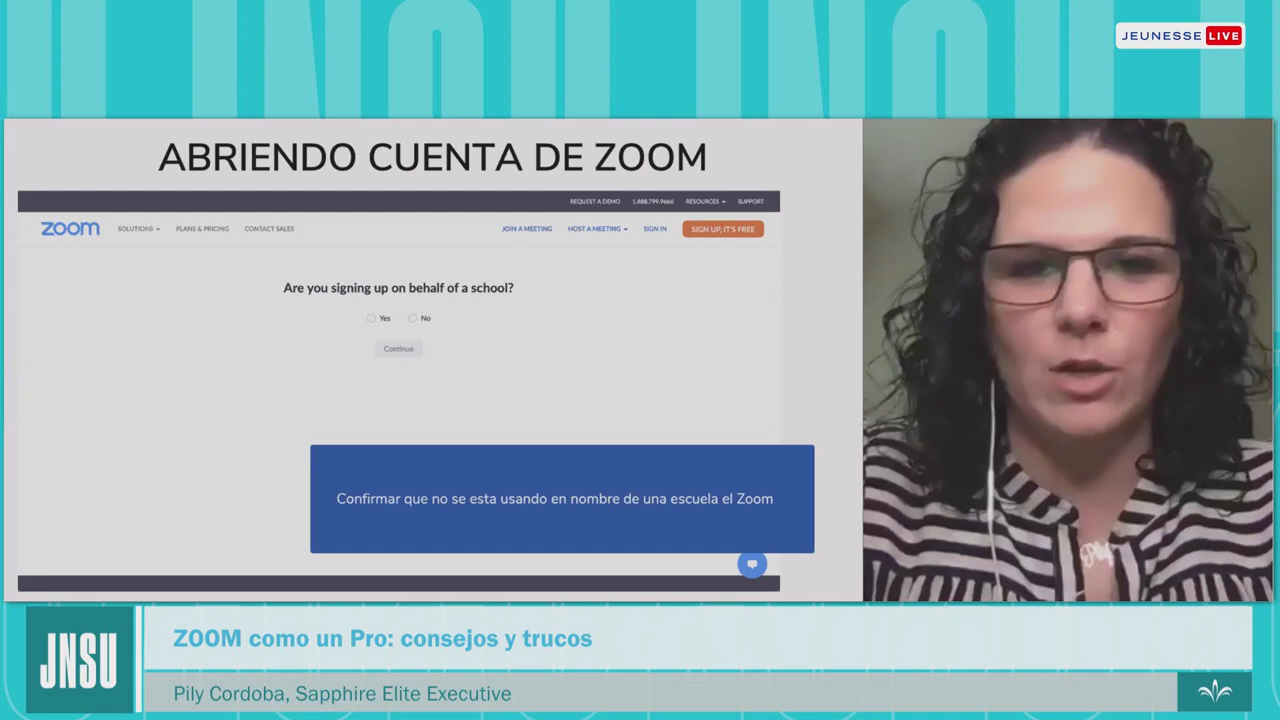 JEUNESSE LIVE
ABRIENDO CUENTA DE ZOOM
REQUEST A DEMO 1.888.799.9666 RESOURCES SUPPORT
zoom SOLUTIONS PLANS & PRICING CONTACT SALES JOIN A MEETING HOST A MEETING SIGN IN SIGN UP, IT'S FREE
Are you signing up on behalf of a school?
Yes No
Continue
Confirmar que no se esta usando en nombre de una escuela el Zoom
JNSU
ZOOM como un Pro: consejos y trucos
Pily Cordoba, Sapphire Elite Executive